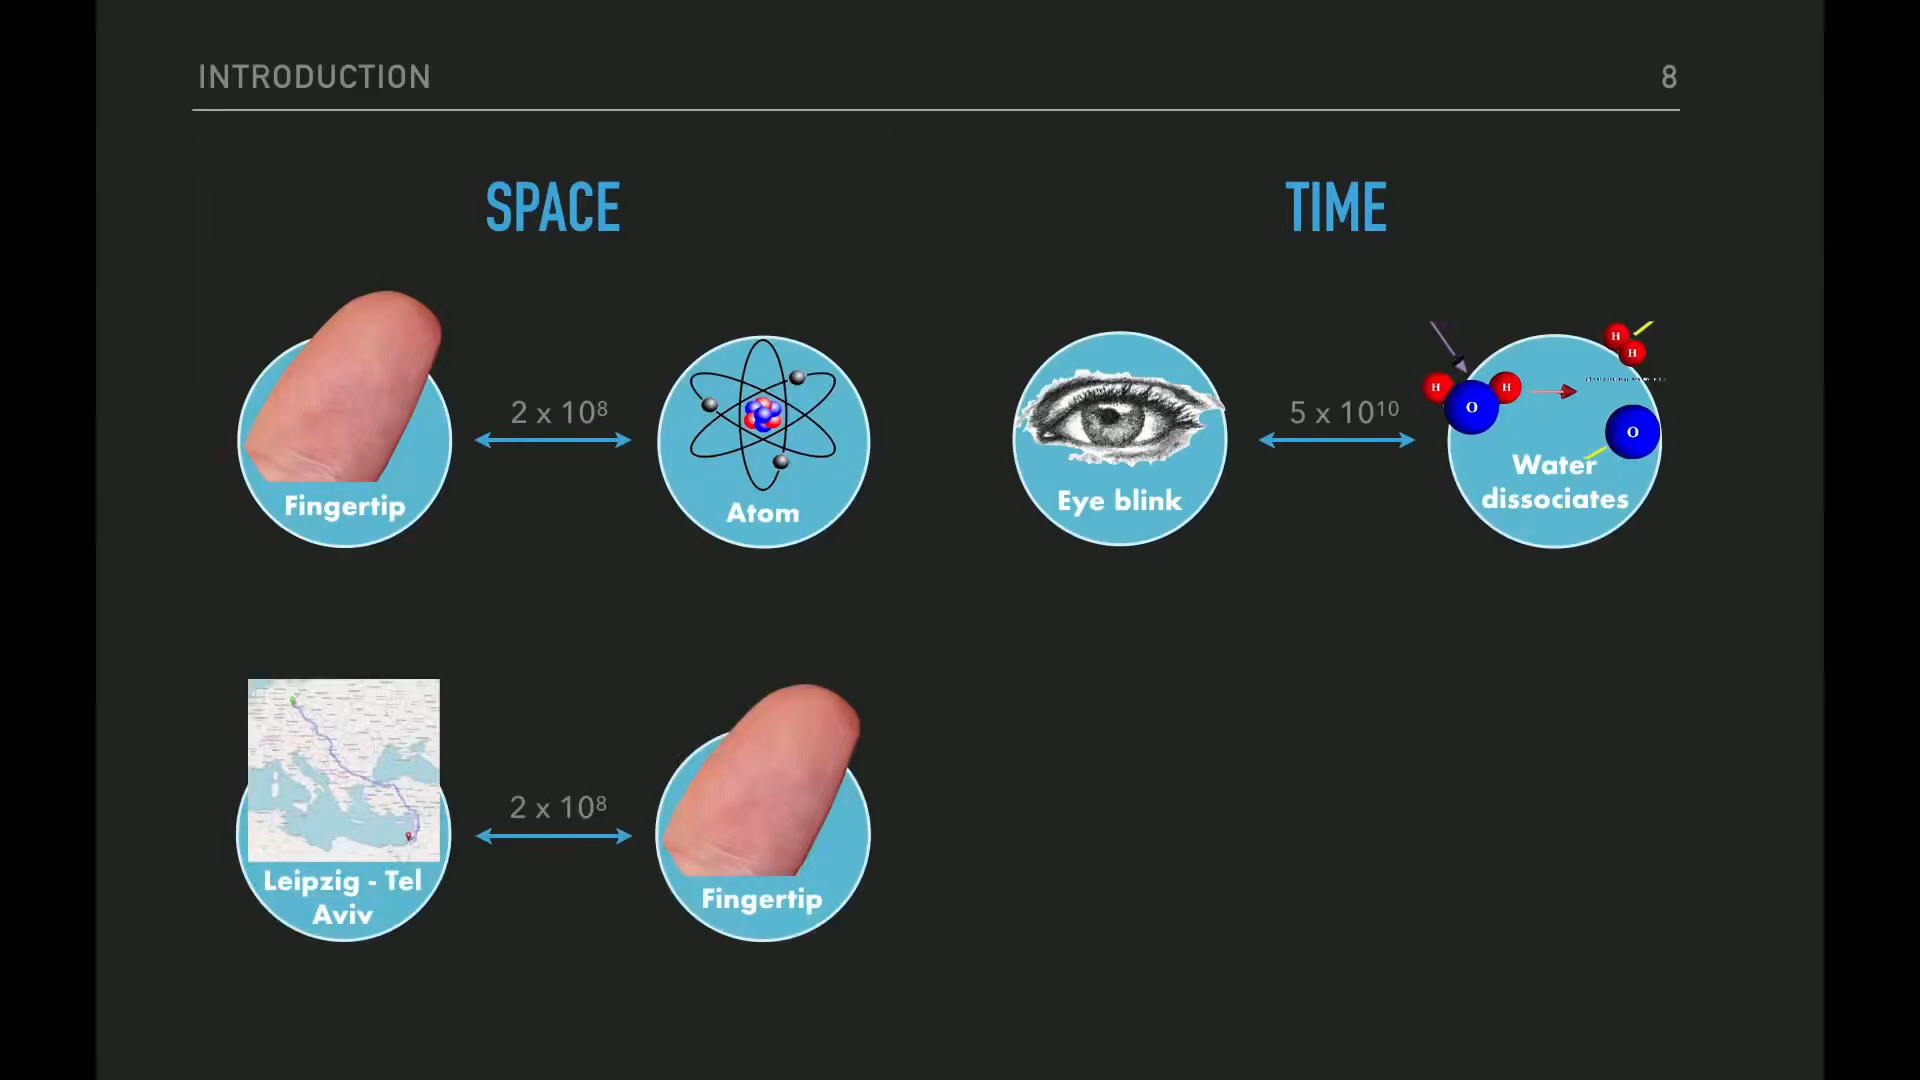 INTRODUCTION
8
SPACE
TIME
Fingertip
2 x 10⁸
Atom
Eye blink
5 x 10¹⁰
H
O
H
H
H
O
Water
dissociates
Leipzig - Tel
Aviv
2 x 10⁸
Fingertip